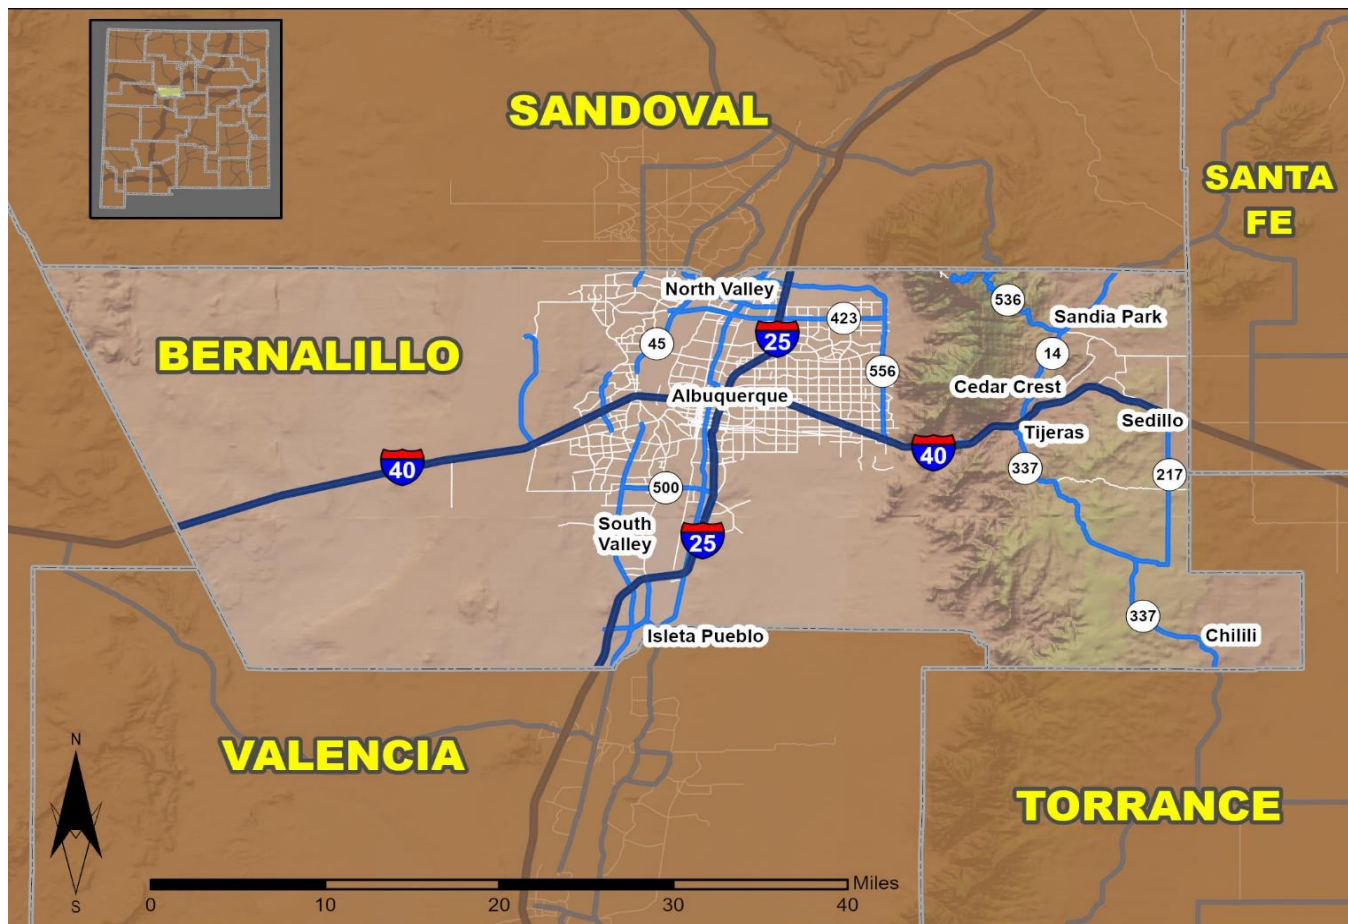 SANDOVAL
SANTA
FE
North Valley
536
423
Sandia Park
45
25
BERNALILLO
14
556
Cedar Crest
Albuquerque
Sedillo
Tijeras
40
40
337
217
500
South
Valley
25
337
Isleta Pueblo
Chilili
N
VALENCIA
TORRANCE
S
Miles
0 10 20 30 40